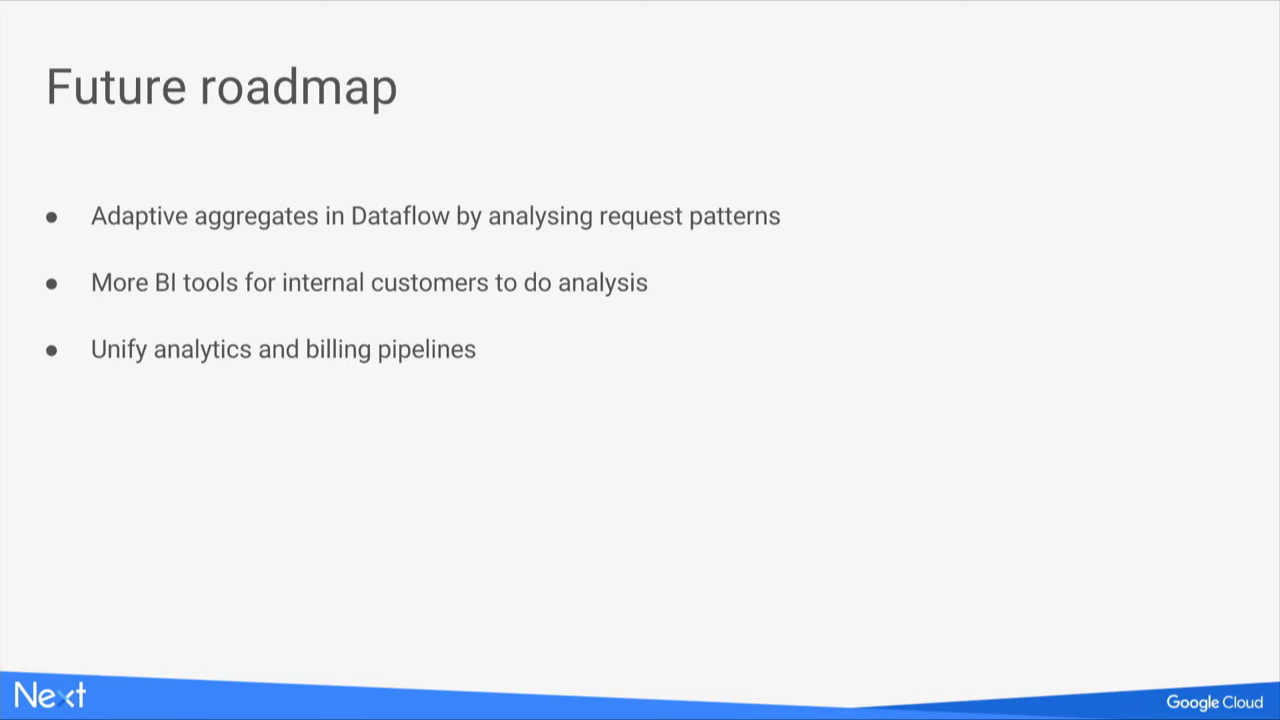 Future roadmap
● Adaptive aggregates in Dataflow by analysing request patterns
● More BI tools for internal customers to do analysis
● Unify analytics and billing pipelines
Next
Google Cloud